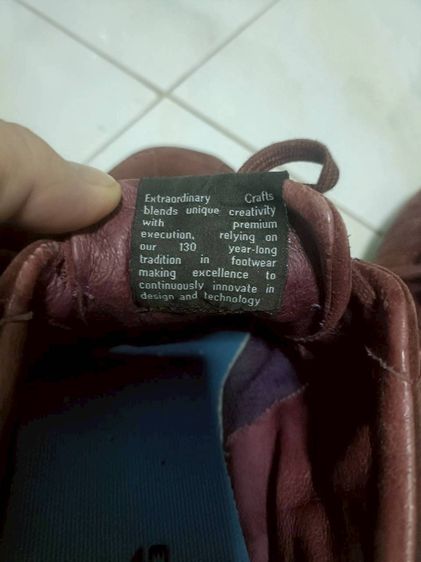 Extraordinary Crafts
blends unique creativity
with premium
execution, relying on
our 130 year-long
tradition in footwear
making excellence to
continuously innovate in
design and technology